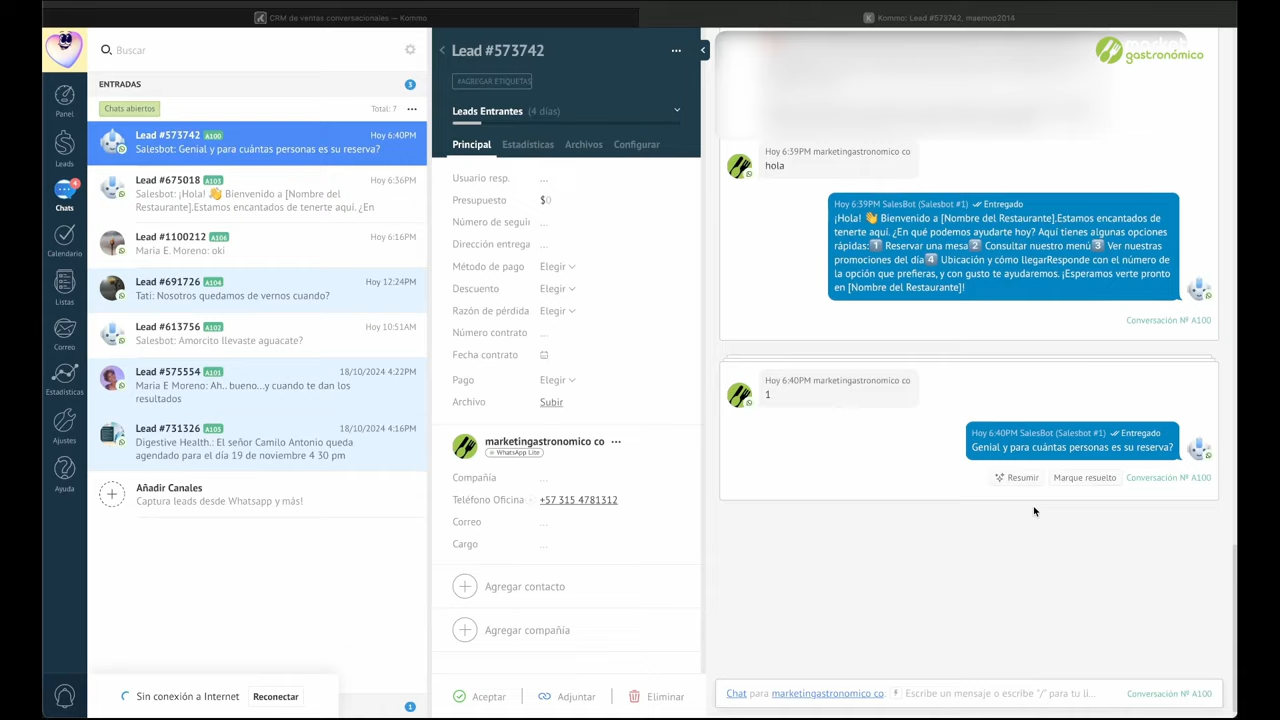 CRM de ventas conversacionales — Kommo
Kommo: Lead #573742, maemop2014
Buscar
ENTRADAS
3
Chats abiertos
Total: 7
Lead #573742 A100
Hoy 6:40PM
Salesbot: Genial y para cuántas personas es su reserva?
Lead #675018 A103
Hoy 6:36PM
Salesbot: ¡Hola! 👋 Bienvenido a [Nombre del
Restaurante].Estamos encantados de tenerte aquí. ¿En
Lead #1100212 A106
Hoy 6:16PM
Maria E. Moreno: oki
Lead #691726 A104
Hoy 12:24PM
Tati: Nosotros quedamos de vernos cuando?
Lead #613756 A102
Hoy 10:51AM
Salesbot: Amorcito llevaste aguacate?
Lead #575554 A101
18/10/2024 4:22PM
Maria E Moreno: Ah.. bueno...y cuando te dan los
resultados
Lead #731326 A105
18/10/2024 4:16PM
Digestive Health.: El señor Camilo Antonio queda
agendado para el día 19 de noviembre 4 30 pm
Añadir Canales
Captura leads desde Whatsapp y más!
Sin conexión a Internet
Reconectar
1
Panel
Leads
4
Chats
Calendario
Listas
Correo
Estadísticas
Ajustes
Ayuda
Lead #573742
#AGREGAR ETIQUETAS
Leads Entrantes (4 días)
Principal
Estadísticas
Archivos
Configurar
Usuario resp. ...
Presupuesto $0
Número de seguin ...
Dirección entrega ...
Método de pago Elegir
Descuento Elegir
Razón de pérdida Elegir
Número contrato ...
Fecha contrato
Pago Elegir
Archivo Subir
marketingastronomico co
WhatsApp Lite
Compañía ...
Teléfono Oficina +57 315 4781312
Correo ...
Cargo ...
Agregar contacto
Agregar compañía
Aceptar
Adjuntar
Eliminar
gastronómico
Hoy 6:39PM marketingastronomico co
hola
Hoy 6:39PM SalesBot (Salesbot #1) Entregado
¡Hola! 👋 Bienvenido a [Nombre del Restaurante].Estamos encantados de
tenerte aquí. ¿En qué podemos ayudarte hoy? Aquí tienes algunas opciones
rápidas:1️⃣ Reservar una mesa2️⃣ Consultar nuestro menú3️⃣ Ver nuestras
promociones del día4️⃣ Ubicación y cómo llegarResponde con el número de
la opción que prefieras, y con gusto te ayudaremos. ¡Esperamos verte pronto
en [Nombre del Restaurante]!
Conversación № A100
Hoy 6:40PM marketingastronomico co
1
Hoy 6:40PM SalesBot (Salesbot #1) Entregado
Genial y para cuántas personas es su reserva?
Resumir
Marque resuelto
Conversación № A100
Chat para marketingastronomico co: Escribe un mensaje o escribe "/" para tu li...
Conversación № A100